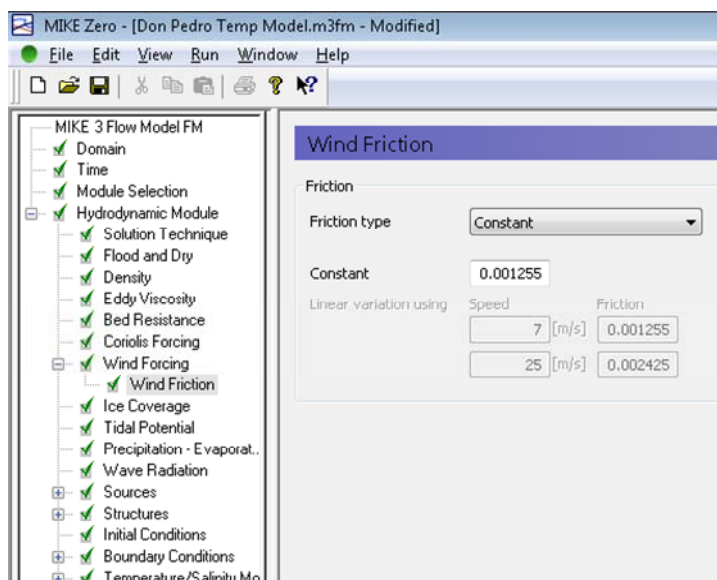 MIKE Zero - [Don Pedro Temp Model.m3fm - Modified]
File Edit View Run Window Help
MIKE 3 Flow Model FM
Domain
Time
Module Selection
Hydrodynamic Module
Solution Technique
Flood and Dry
Density
Eddy Viscosity
Bed Resistance
Coriolis Forcing
Wind Forcing
Wind Friction
Ice Coverage
Tidal Potential
Precipitation - Evaporat..
Wave Radiation
Sources
Structures
Initial Conditions
Boundary Conditions
Temperature/Salinity Mo
Wind Friction
Friction
Friction type Constant
Constant 0.001255
Linear variation using Speed Friction
7 [m/s] 0.001255
25 [m/s] 0.002425